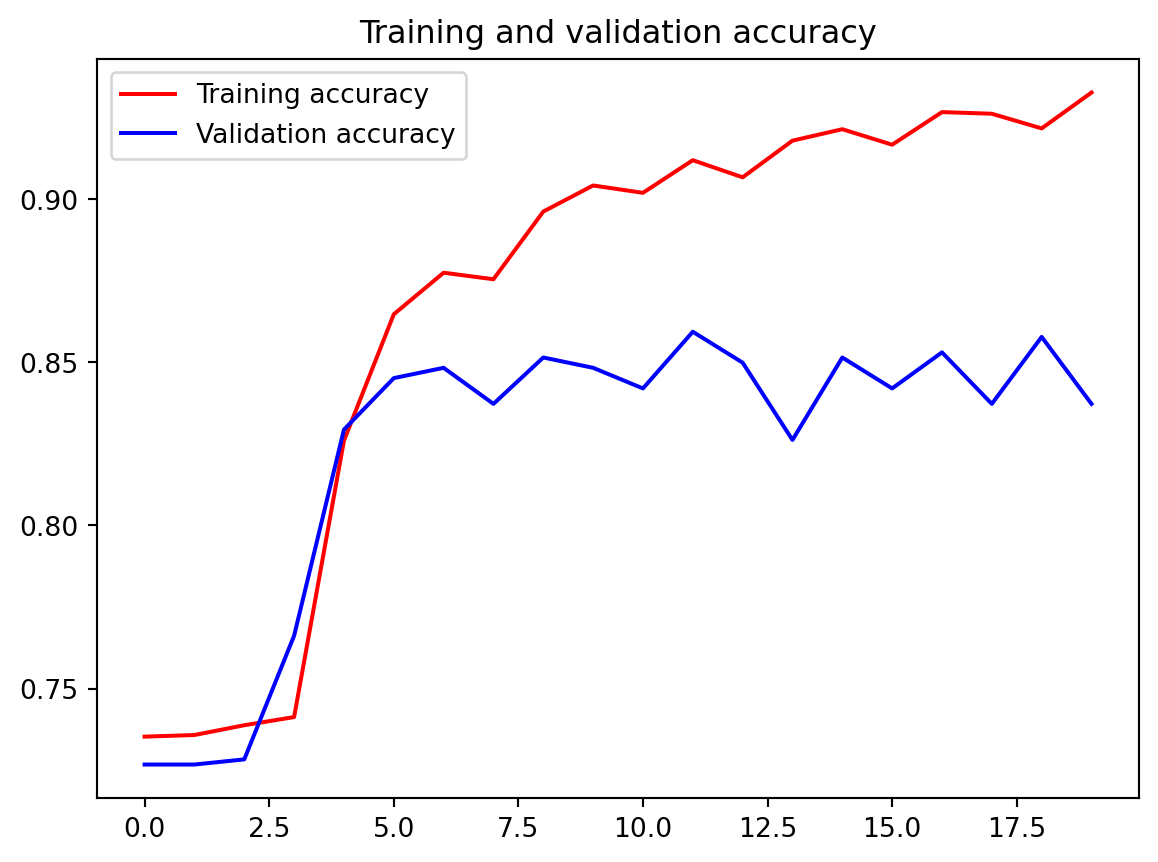 Training and validation accuracy
Training accuracy
Validation accuracy
0.90
0.85
0.80
0.75
0.0 2.5 5.0 7.5 10.0 12.5 15.0 17.5